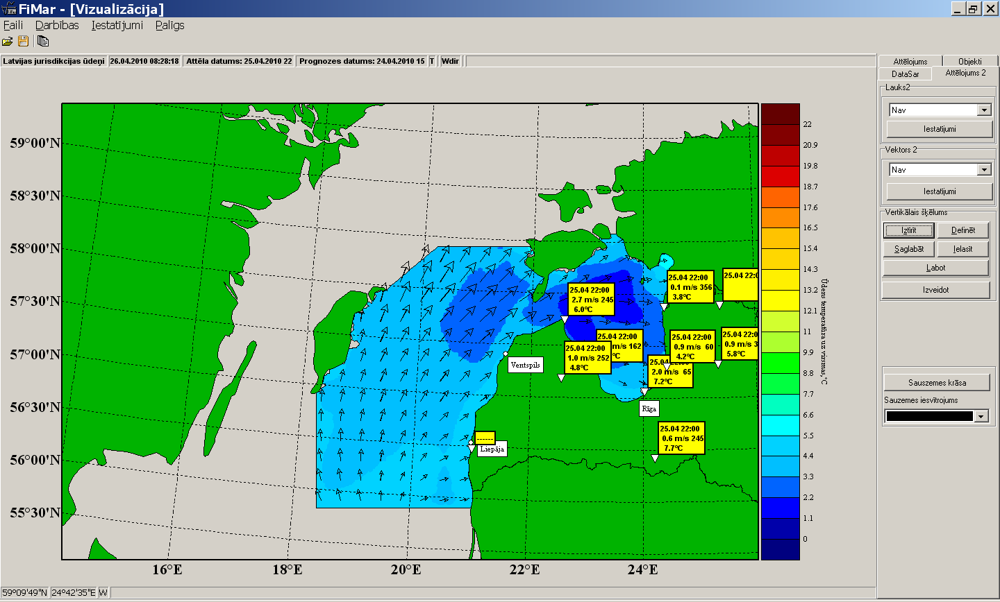 FiMar - [Vizualizācija]
Faili Darbības Iestatījumi Palīgs
Latvijas jurisdikcijas ūdeņi 26.04.2010 08:28:18 Attēla datums: 25.04.2010 22 Prognozes datums: 24.04.2010 15 T Wdir
Attēlojums Objekti
DataSar Attēlojums 2
Lauks2
Nav
Iestatījumi
Vektors 2
Nav
Iestatījumi
Vertikālais šķēlums
Iztīrīt Definēt
Saglabāt Ielasīt
Labot
Izveidot
Sauszemes krāsa
Sauzemes iesvītrojums
59°00'N
58°30'N
58°00'N
57°30'N
57°00'N
56°30'N
56°00'N
55°30'N
16°E 18°E 20°E 22°E 24°E
25.04 22:00
2.7 m/s 245
6.0ºC
25.04 22:00
0.1 m/s 356
3.8ºC
25.04 22:0
25.04 22:00
m/s 162
ºC
25.04 22:00
1.0 m/s 252
4.8ºC
25.04 22:00
0.9 m/s 60
4.2ºC
25.04 22:0
0.9 m/s 3
5.8ºC
25.04 22:00
2.0 m/s 65
7.2ºC
25.04 22:00
0.6 m/s 245
7.7ºC
Ventspils
Rīga
------
Liepāja
22
20.9
19.8
18.7
17.6
16.5
15.4
14.3
13.2
12.1
11
9.9
8.8
7.7
6.6
5.5
4.4
3.3
2.2
1.1
0
Ūdens temperatūra uz virsmas, °C
59°09'49"N 24°42'35"E W